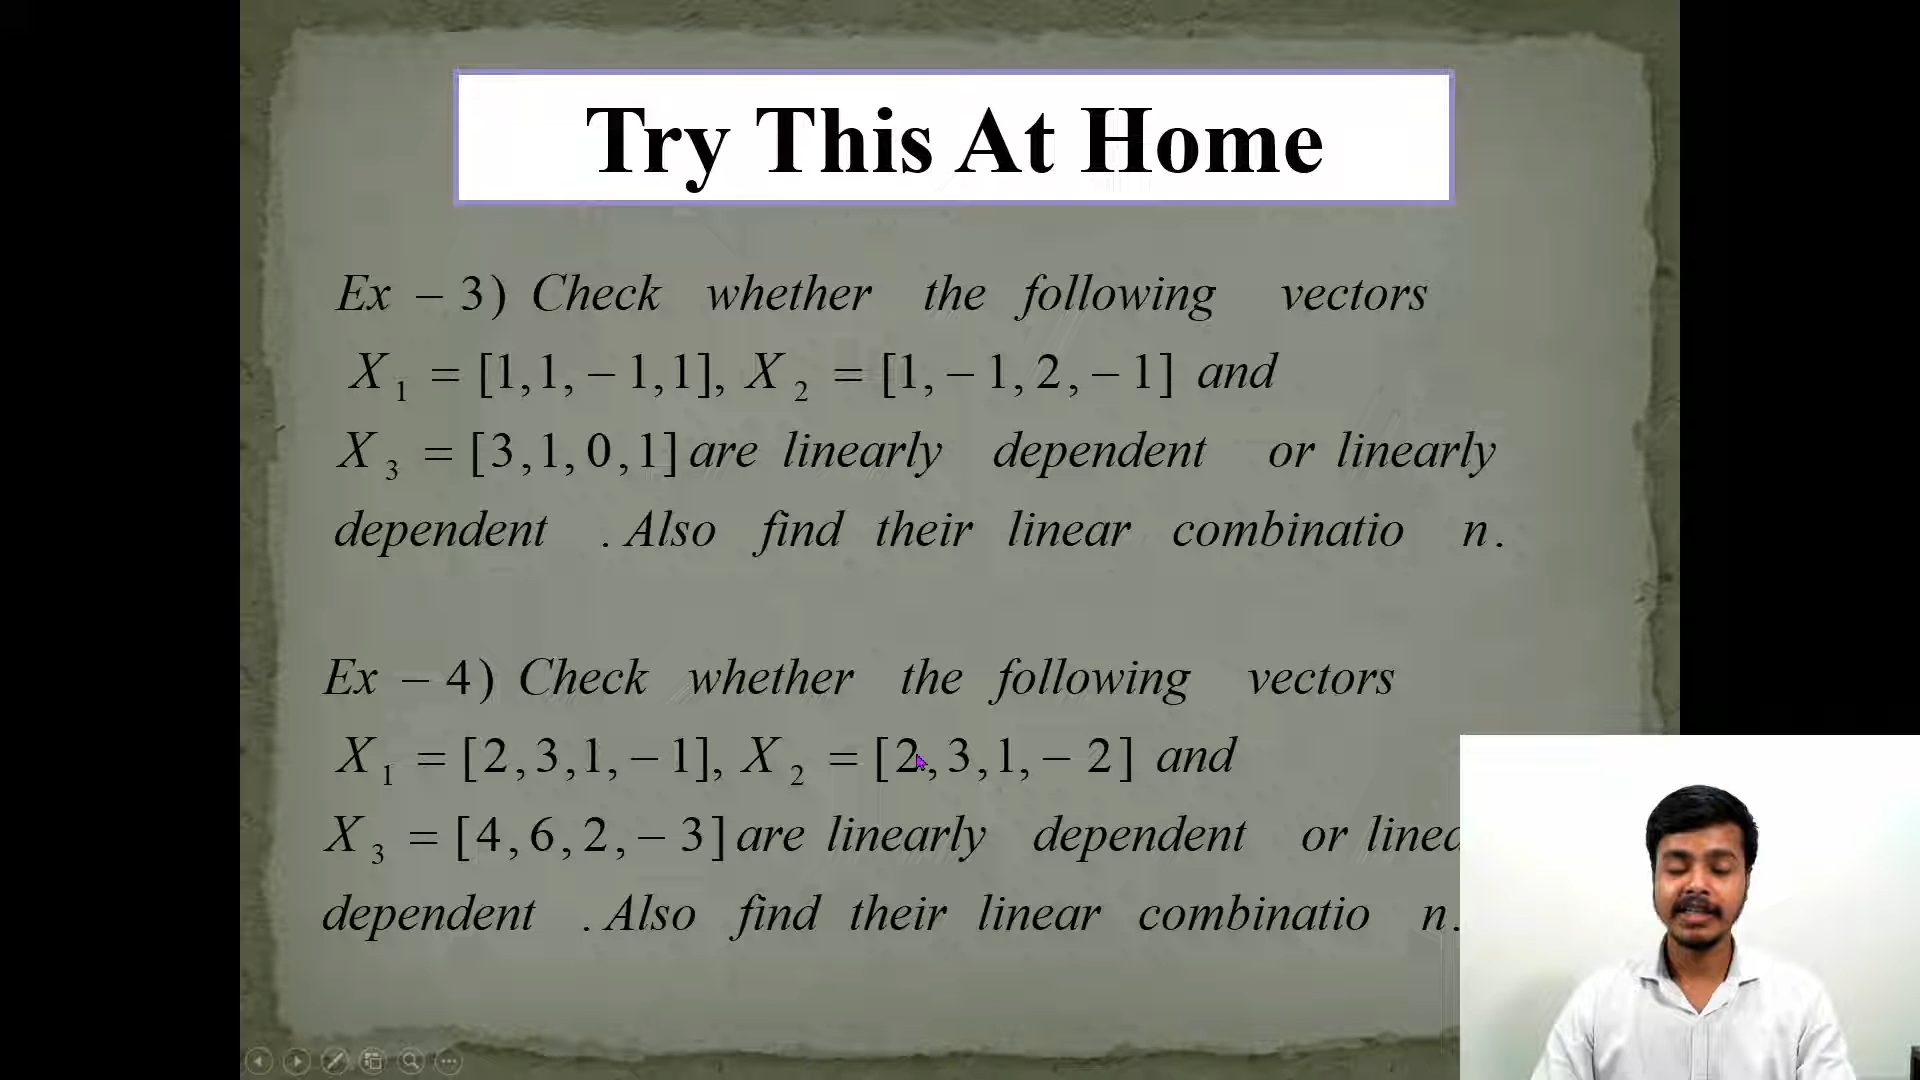 Try This At Home
Ex – 3) Check whether the following vectors
X₁ = [1,1,–1,1], X₂ = [1,–1,2,–1] and
X₃ = [3,1,0,1] are linearly dependent or linearly
dependent . Also find their linear combinatio n.
Ex – 4) Check whether the following vectors
X₁ = [2,3,1,–1], X₂ = [2,3,1,–2] and
X₃ = [4,6,2,–3] are linearly dependent or
dependent . Also find their linear combinatio n.